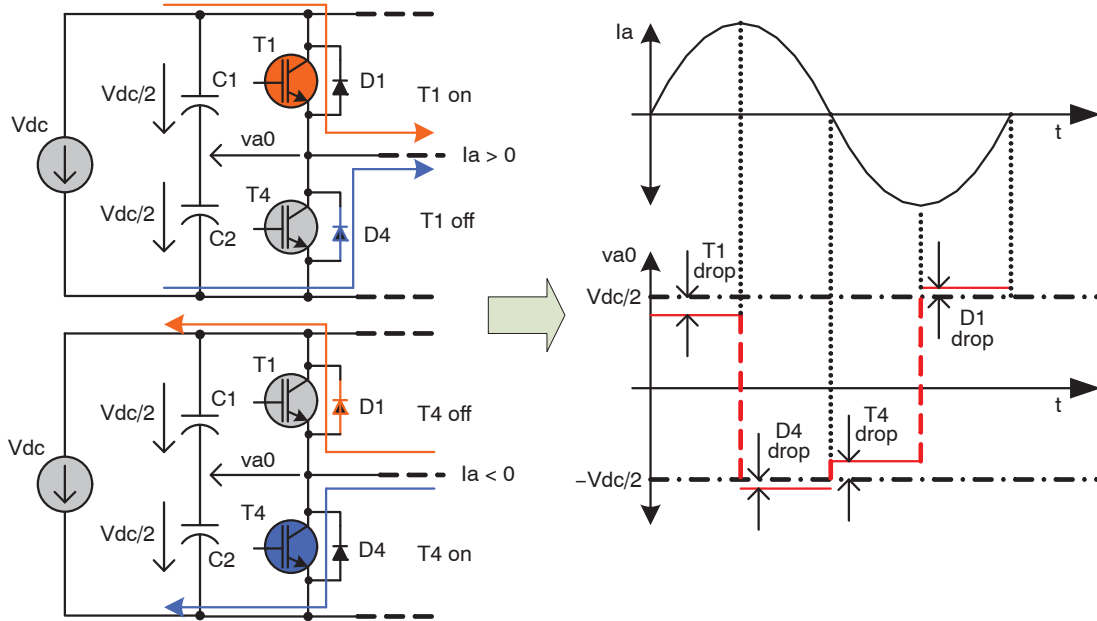 Vdc
Vdc/2
C1
T1
D1
T1 on
va0
Ia > 0
Vdc/2
C2
T4
D4
T1 off
Vdc
Vdc/2
C1
T1
D1
T4 off
va0
Ia < 0
Vdc/2
C2
T4
D4
T4 on
Ia
t
va0
T1
drop
Vdc/2
D1
drop
t
D4
drop
T4
drop
−Vdc/2